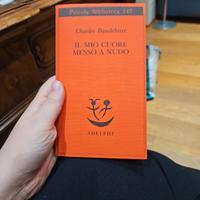 Piccola Biblioteca 147
Charles Baudelaire
IL MIO CUORE
MESSO A NUDO
ADELPHI